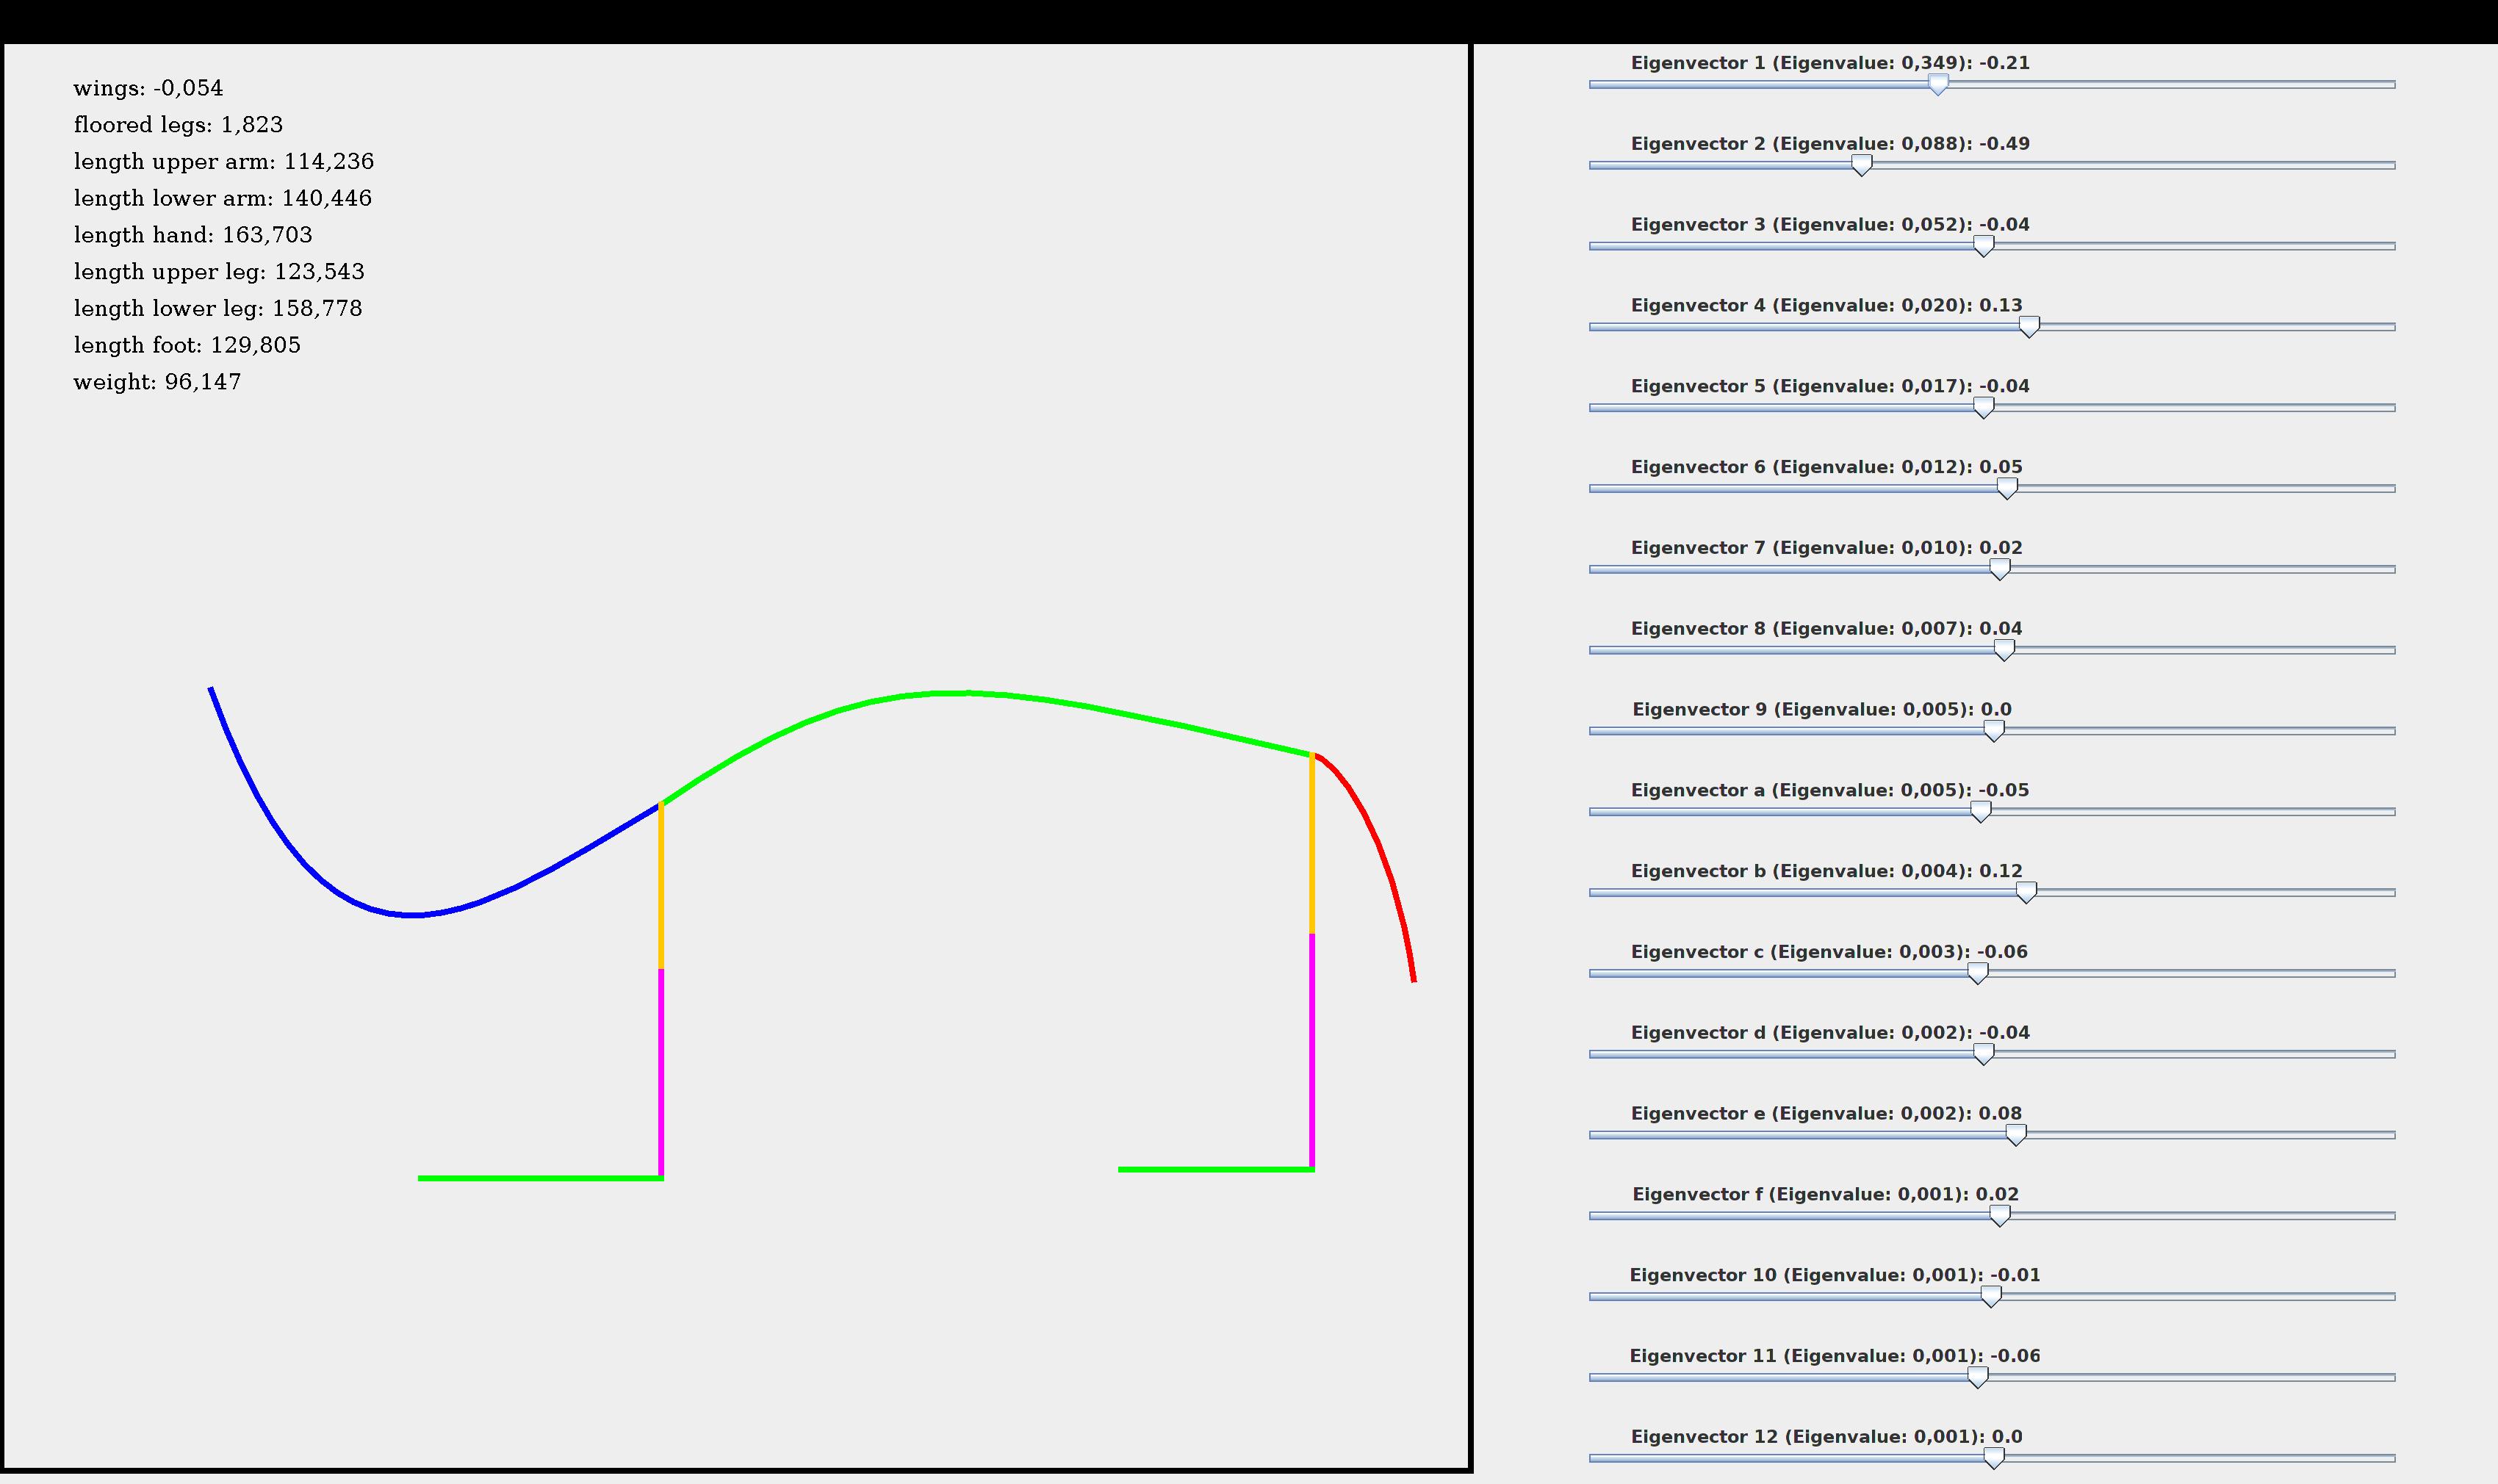 wings: -0,054
floored legs: 1,823
length upper arm: 114,236
length lower arm: 140,446
length hand: 163,703
length upper leg: 123,543
length lower leg: 158,778
length foot: 129,805
weight: 96,147
Eigenvector 1 (Eigenvalue: 0,349): -0.21
Eigenvector 2 (Eigenvalue: 0,088): -0.49
Eigenvector 3 (Eigenvalue: 0,052): -0.04
Eigenvector 4 (Eigenvalue: 0,020): 0.13
Eigenvector 5 (Eigenvalue: 0,017): -0.04
Eigenvector 6 (Eigenvalue: 0,012): 0.05
Eigenvector 7 (Eigenvalue: 0,010): 0.02
Eigenvector 8 (Eigenvalue: 0,007): 0.04
Eigenvector 9 (Eigenvalue: 0,005): 0.0
Eigenvector a (Eigenvalue: 0,005): -0.05
Eigenvector b (Eigenvalue: 0,004): 0.12
Eigenvector c (Eigenvalue: 0,003): -0.06
Eigenvector d (Eigenvalue: 0,002): -0.04
Eigenvector e (Eigenvalue: 0,002): 0.08
Eigenvector f (Eigenvalue: 0,001): 0.02
Eigenvector 10 (Eigenvalue: 0,001): -0.01
Eigenvector 11 (Eigenvalue: 0,001): -0.06
Eigenvector 12 (Eigenvalue: 0,001): 0.0